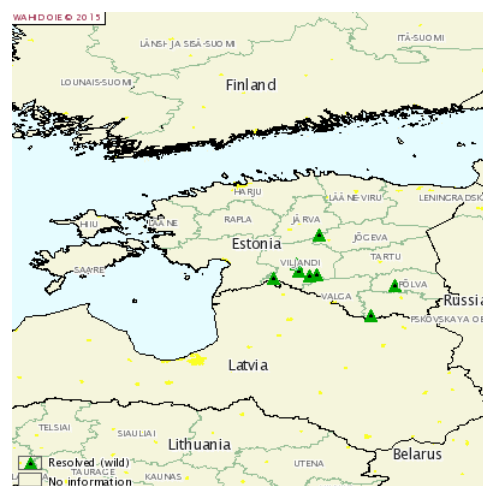 WAHIDOIE © 2015
LÄNSI- JA SISÄ-SUOMI
ITÄ-SUOMI
LOUNAIS-SUOMI
Finland
HARJU
LÄÄNE-VIRU
LENINGRADSK
HIIU
LÄÄNE
RAPLA
JÄRVA
Estonia
JÕGEVA
SAARE
VILJANDI
TARTU
VALGA
PÕLVA
Russia
PSKOVSKAYA OB
Latvia
TELSIAI
SIAULIAI
Lithuania
Belarus
UTENA
Resolved (wild)
TAURAGE
KAUNAS
No information